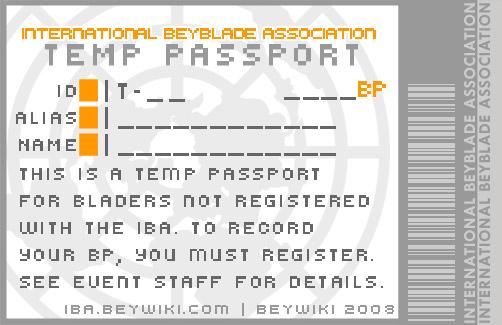 INTERNATIONAL BEYBLADE ASSOCIATION
TEMP PASSPORT
ID | T-__ ____BP
ALIAS | ____________
NAME | ____________
THIS IS A TEMP PASSPORT
FOR BLADERS NOT REGISTERED
WITH THE IBA. TO RECORD
YOUR BP, YOU MUST REGISTER.
SEE EVENT STAFF FOR DETAILS.
IBA.BEYWIKI.COM | BEYWIKI 2008
INTERNATIONAL BEYBLADE ASSOCIATION
INTERNATIONAL BEYBLADE ASSOCIATION